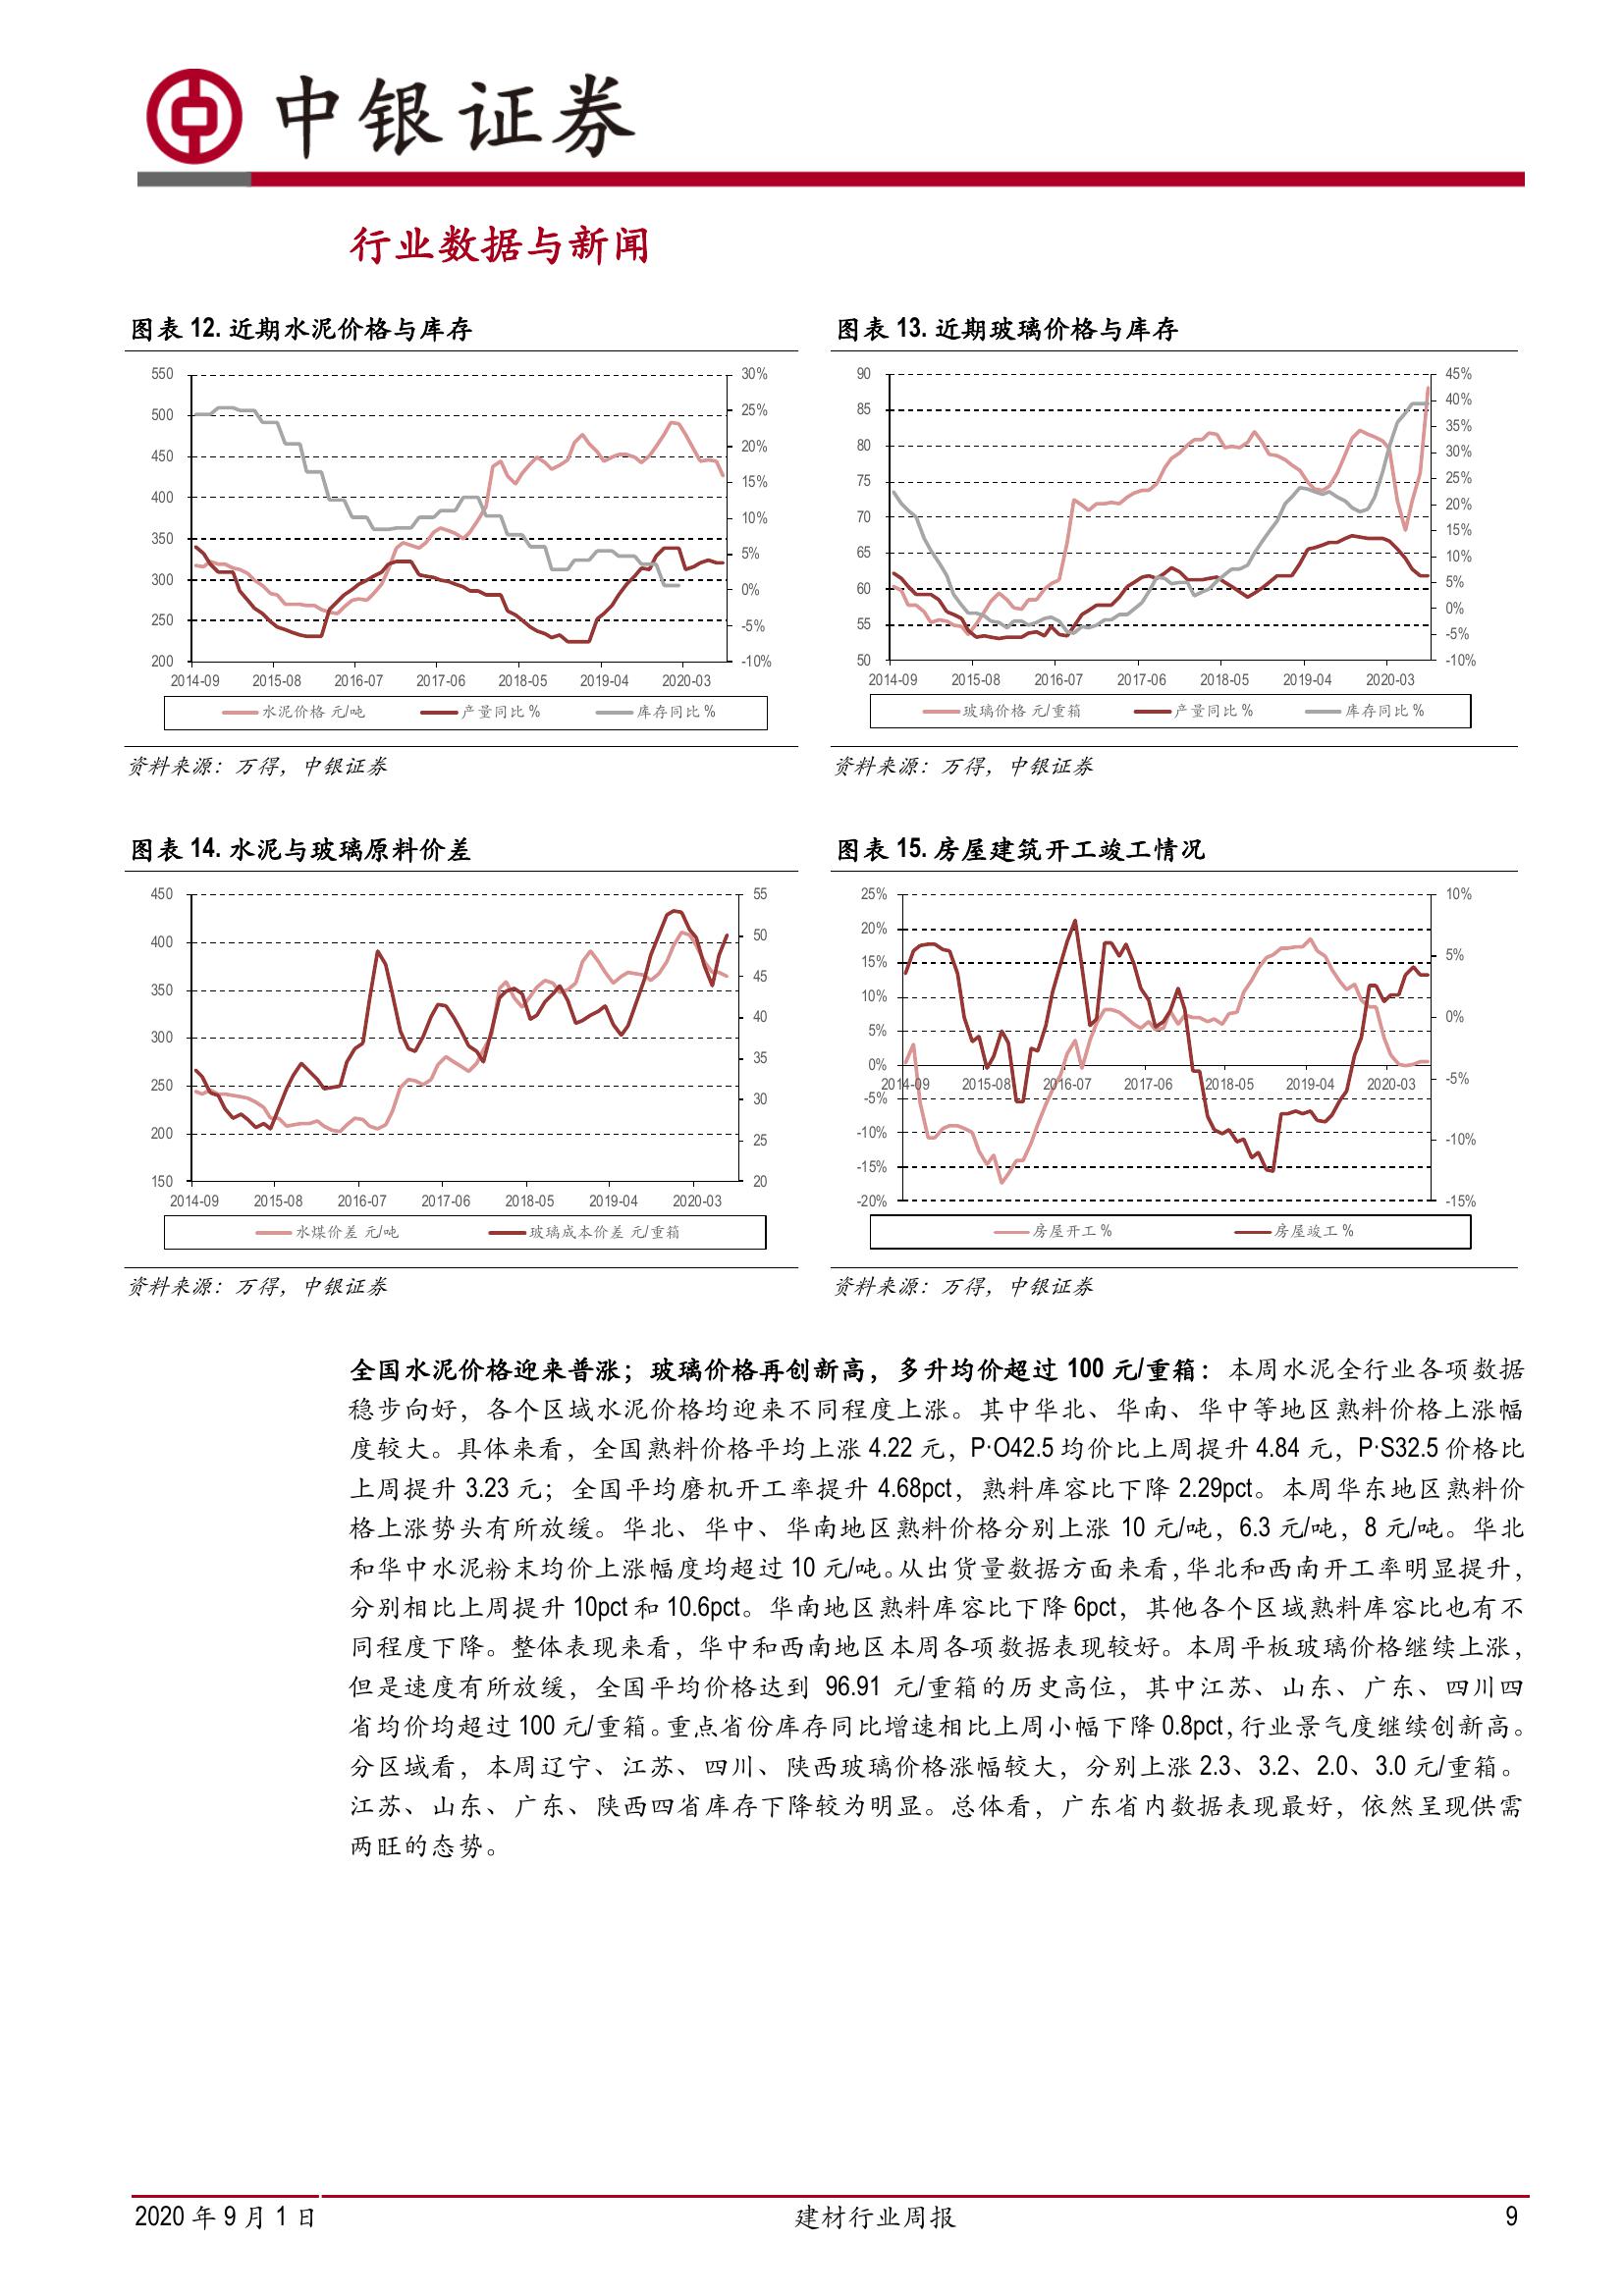 中银证券
行业数据与新闻
图表 12. 近期水泥价格与库存
550
500
450
400
350
300
250
200
30%
25%
20%
15%
10%
5%
0%
-5%
-10%
2014-09 2015-08 2016-07 2017-06 2018-05 2019-04 2020-03
水泥价格 元/吨 产量同比 % 库存同比 %
资料来源：万得，中银证券
图表 13. 近期玻璃价格与库存
90
85
80
75
70
65
60
55
50
45%
40%
35%
30%
25%
20%
15%
10%
5%
0%
-5%
-10%
2014-09 2015-08 2016-07 2017-06 2018-05 2019-04 2020-03
玻璃价格 元/重箱 产量同比 % 库存同比 %
资料来源：万得，中银证券
图表 14. 水泥与玻璃原料价差
450
400
350
300
250
200
150
55
50
45
40
35
30
25
20
2014-09 2015-08 2016-07 2017-06 2018-05 2019-04 2020-03
水煤价差 元/吨 玻璃成本价差 元/重箱
资料来源：万得，中银证券
图表 15. 房屋建筑开工竣工情况
25%
20%
15%
10%
5%
0%
-5%
-10%
-15%
-20%
10%
5%
0%
-5%
-10%
-15%
2014-09 2015-08 2016-07 2017-06 2018-05 2019-04 2020-03
房屋开工 % 房屋竣工 %
资料来源：万得，中银证券
全国水泥价格迎来普涨；玻璃价格再创新高，多升均价超过 100 元/重箱：本周水泥全行业各项数据
稳步向好，各个区域水泥价格均迎来不同程度上涨。其中华北、华南、华中等地区熟料价格上涨幅
度较大。具体来看，全国熟料价格平均上涨 4.22 元，P·O42.5 均价比上周提升 4.84 元，P·S32.5 价格比
上周提升 3.23 元；全国平均磨机开工率提升 4.68pct，熟料库容比下降 2.29pct。本周华东地区熟料价
格上涨势头有所放缓。华北、华中、华南地区熟料价格分别上涨 10 元/吨，6.3 元/吨，8 元/吨。华北
和华中水泥粉末均价上涨幅度均超过 10 元/吨。从出货量数据方面来看，华北和西南开工率明显提升，
分别相比上周提升 10pct 和 10.6pct。华南地区熟料库容比下降 6pct，其他各个区域熟料库容比也有不
同程度下降。整体表现来看，华中和西南地区本周各项数据表现较好。本周平板玻璃价格继续上涨，
但是速度有所放缓，全国平均价格达到 96.91 元/重箱的历史高位，其中江苏、山东、广东、四川四
省均价均超过 100 元/重箱。重点省份库存同比增速相比上周小幅下降 0.8pct，行业景气度继续创新高。
分区域看，本周辽宁、江苏、四川、陕西玻璃价格涨幅较大，分别上涨 2.3、3.2、2.0、3.0 元/重箱。
江苏、山东、广东、陕西四省库存下降较为明显。总体看，广东省内数据表现最好，依然呈现供需
两旺的态势。
2020 年 9 月 1 日 建材行业周报 9